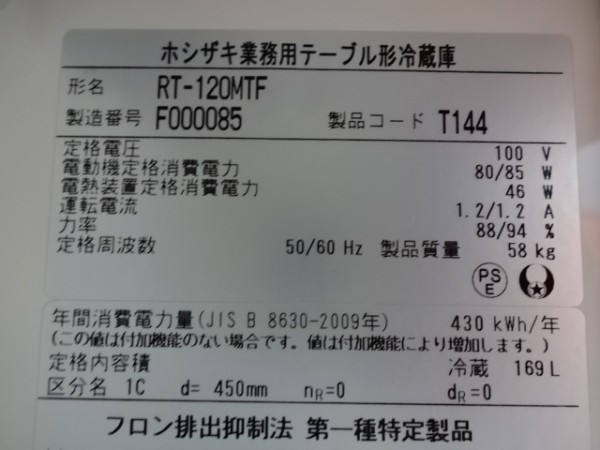 ホシザキ業務用テーブル形冷蔵庫
形名 RT-120MTF
製造番号 F000085 製品コード T144
定格電圧 100 V
電動機定格消費電力 80/85 W
電熱装置定格消費電力 46 W
運転電流 1.2/1.2 A
力率 88/94 %
定格周波数 50/60 Hz 製品質量 58 kg
PS
E
年間消費電力量(JIS B 8630-2009年) 430 kWh/年
(この値は付加機能のない場合です。値は付加機能により増加します。)
定格内容積 冷蔵 169L
区分名 1C d= 450mm nR=0 dR=0
フロン排出抑制法 第一種特定製品